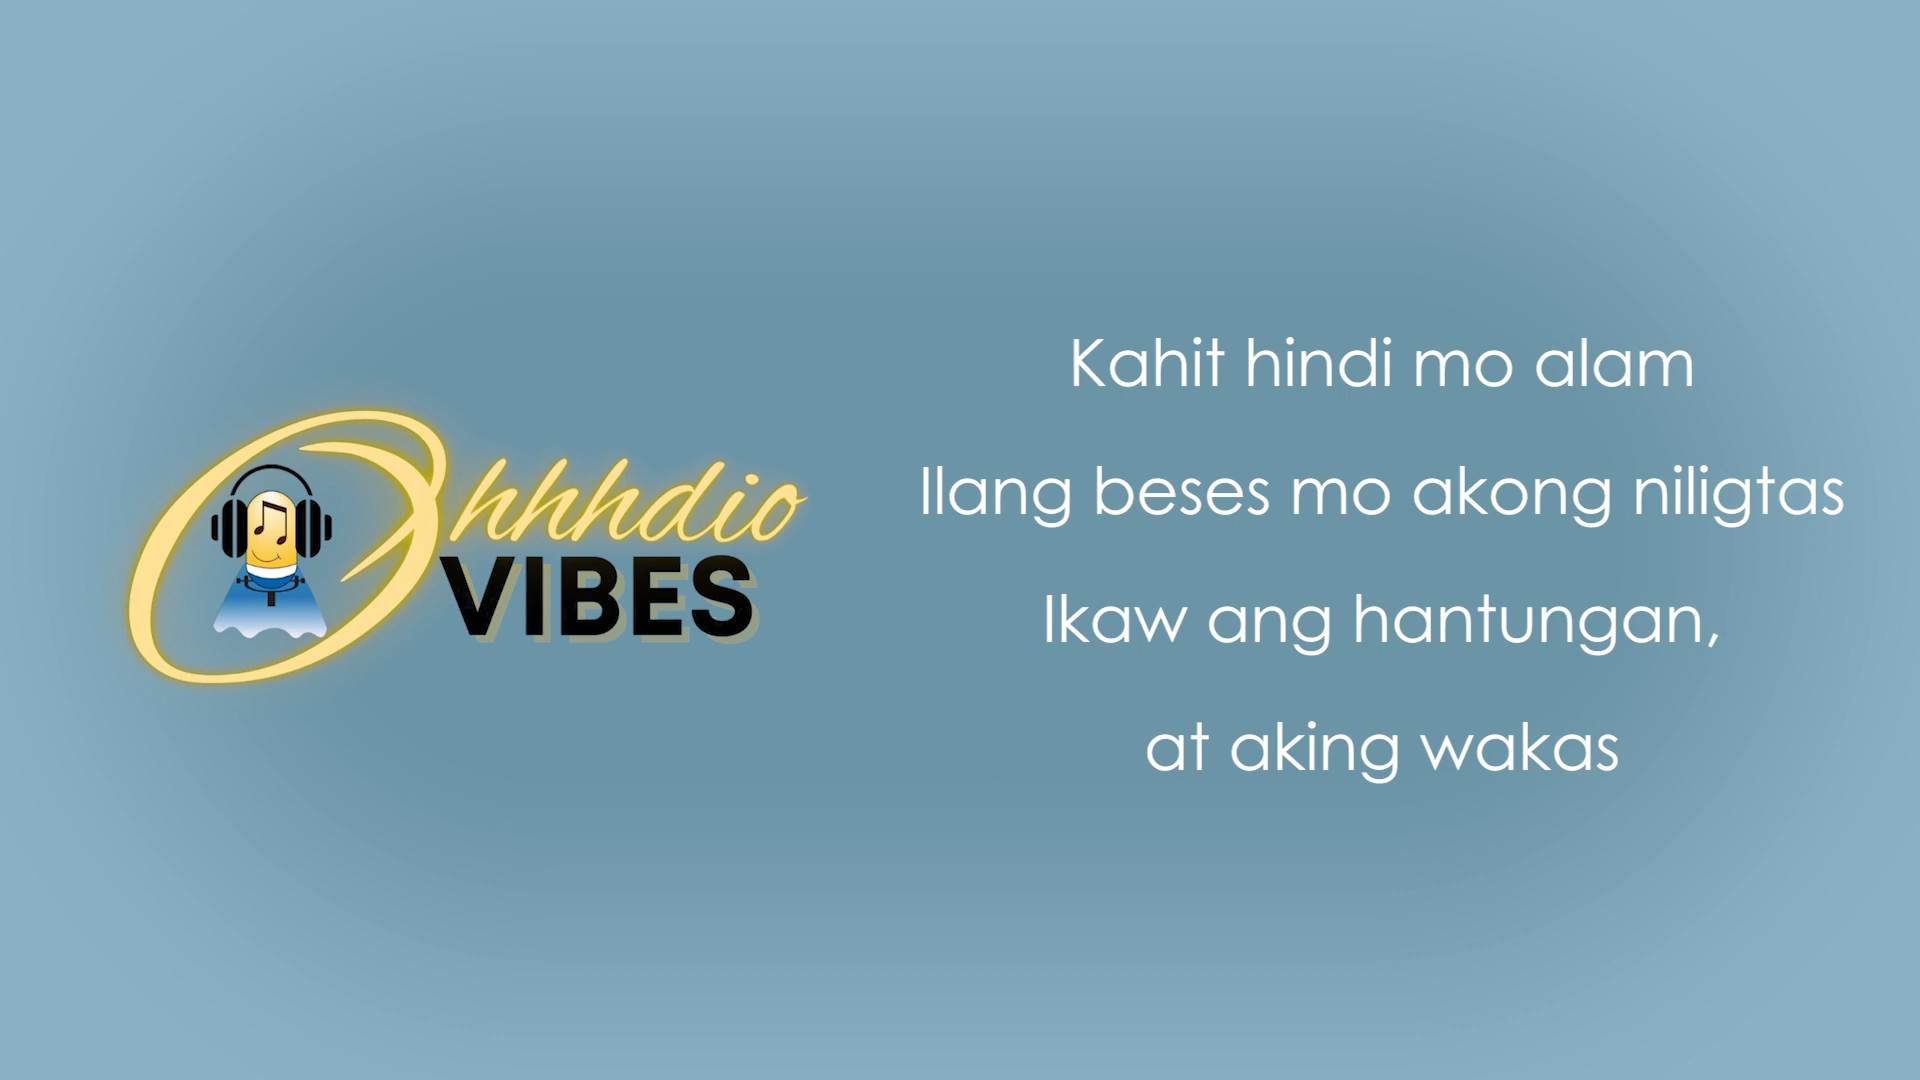 Ohhhdio
VIBES
Kahit hindi mo alam
Ilang beses mo akong niligtas
Ikaw ang hantungan,
at aking wakas